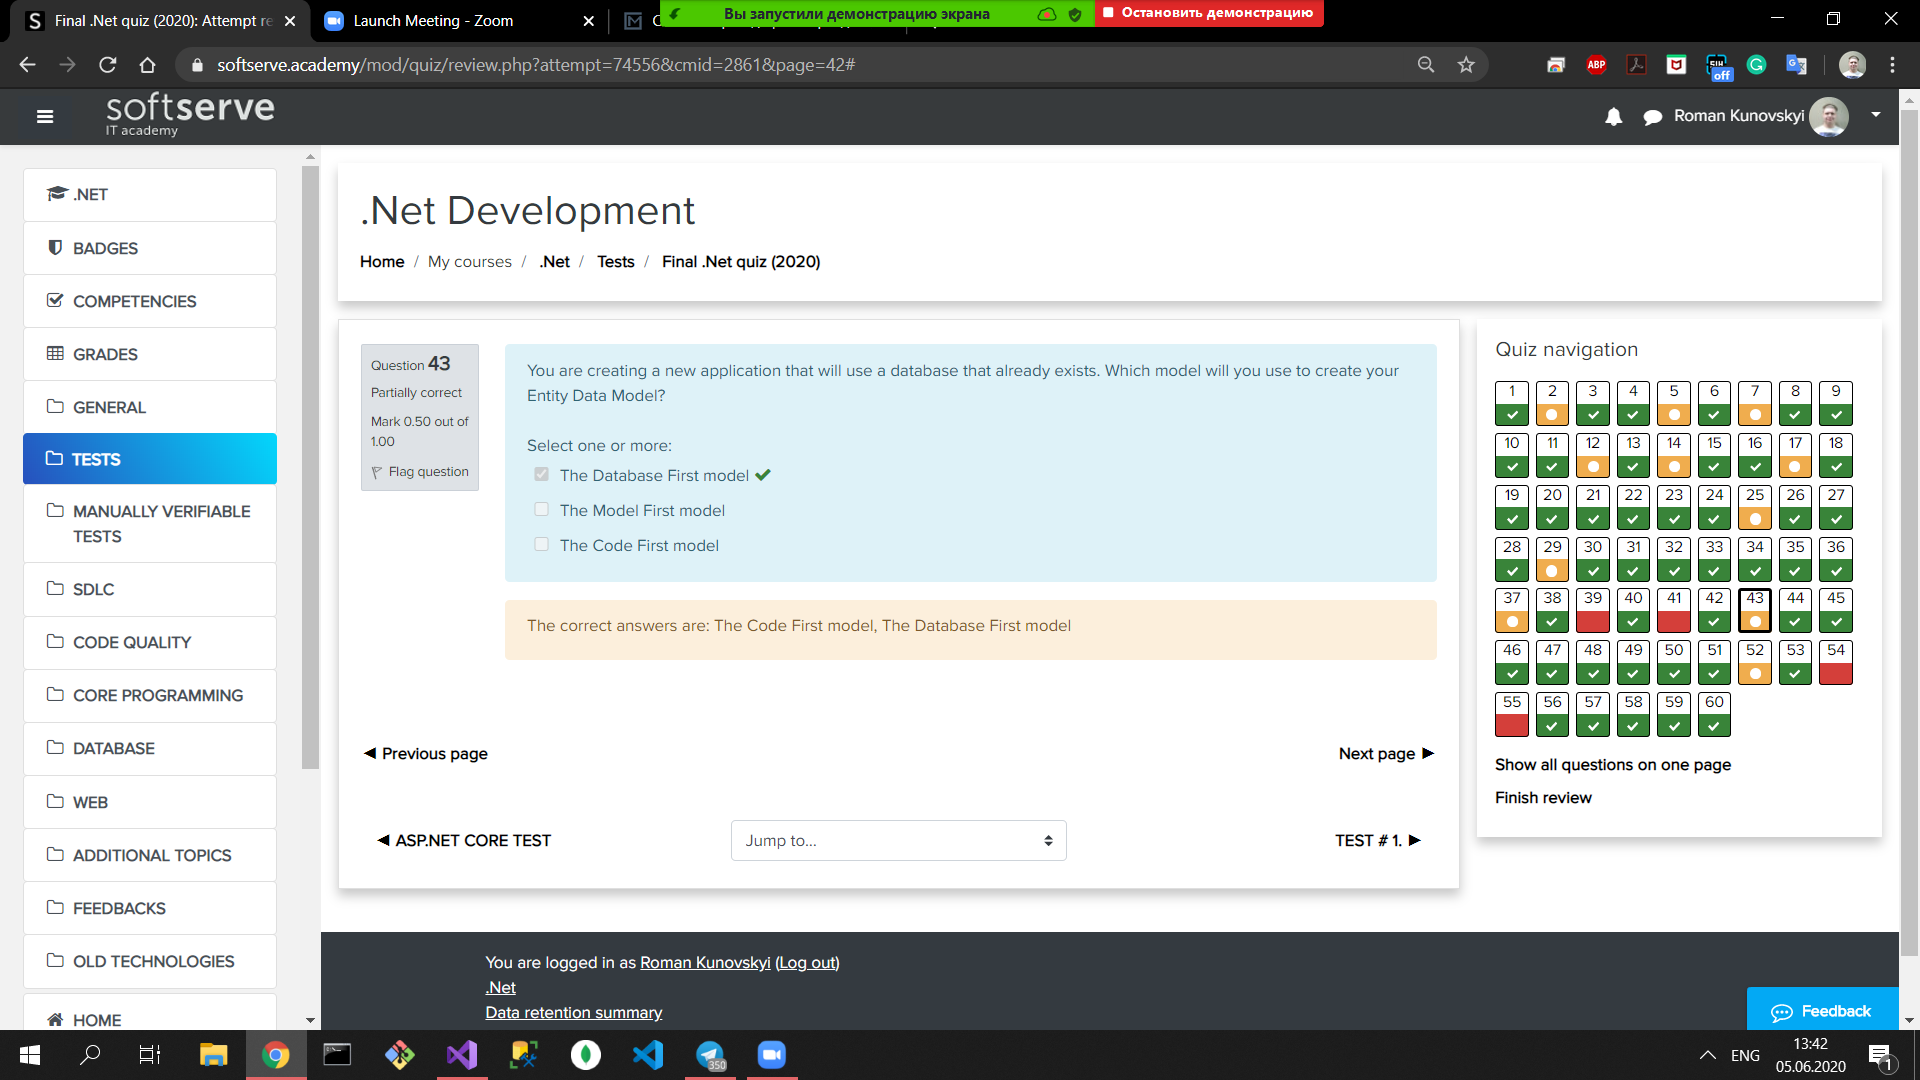 Final .Net quiz (2020): Attempt re
Launch Meeting - Zoom
Вы запустили демонстрацию экрана
Остановить демонстрацию
softserve.academy/mod/quiz/review.php?attempt=74556&cmid=2861&page=42#
ABP
off
softserve
IT academy
Roman Kunovskyi
.NET
BADGES
COMPETENCIES
GRADES
GENERAL
TESTS
MANUALLY VERIFIABLE
TESTS
SDLC
CODE QUALITY
CORE PROGRAMMING
DATABASE
WEB
ADDITIONAL TOPICS
FEEDBACKS
OLD TECHNOLOGIES
HOME
.Net Development
Home / My courses / .Net / Tests / Final .Net quiz (2020)
Question 43
Partially correct
Mark 0.50 out of
1.00
Flag question
You are creating a new application that will use a database that already exists. Which model will you use to create your
Entity Data Model?
Select one or more:
The Database First model
The Model First model
The Code First model
The correct answers are: The Code First model, The Database First model
◄ Previous page
Next page ►
◄ ASP.NET CORE TEST
Jump to...
TEST # 1. ►
Quiz navigation
1 2 3 4 5 6 7 8 9
10 11 12 13 14 15 16 17 18
19 20 21 22 23 24 25 26 27
28 29 30 31 32 33 34 35 36
37 38 39 40 41 42 43 44 45
46 47 48 49 50 51 52 53 54
55 56 57 58 59 60
Show all questions on one page
Finish review
You are logged in as Roman Kunovskyi (Log out)
.Net
Data retention summary
Feedback
350
ENG
13:42
05.06.2020
1